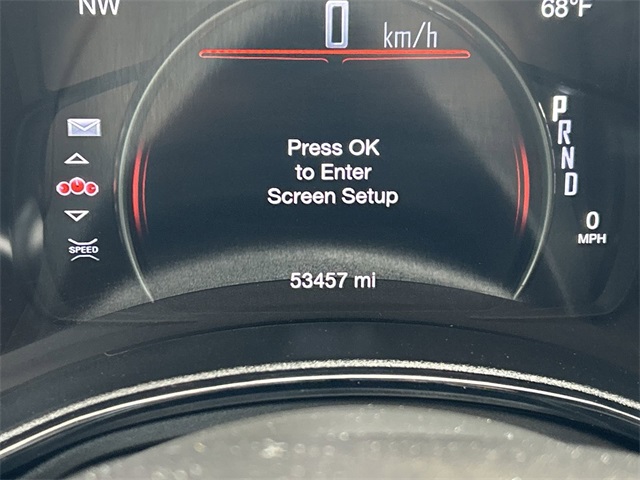 NW
68°F
0 km/h
P
R
N
D
Press OK
to Enter
Screen Setup
SPEED
0
MPH
53457 mi